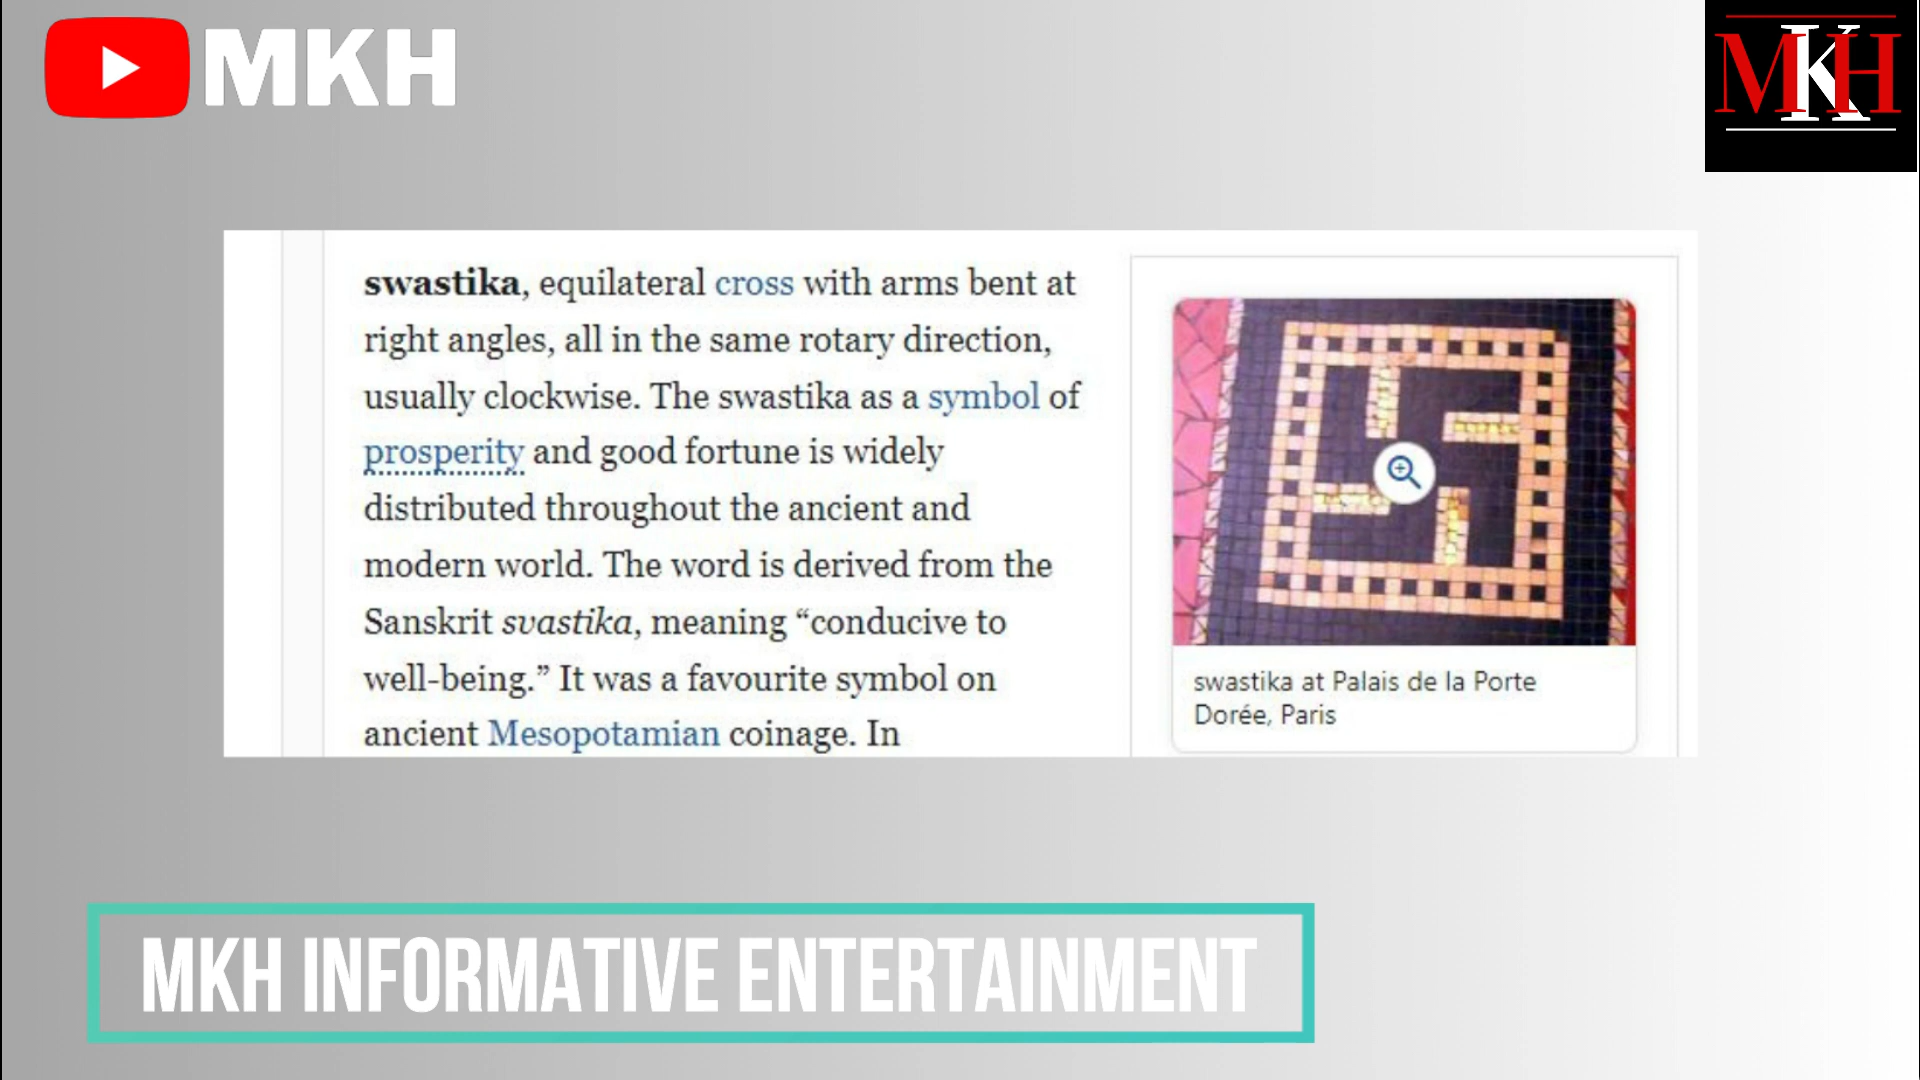 MKH
MKH
swastika, equilateral cross with arms bent at
right angles, all in the same rotary direction,
usually clockwise. The swastika as a symbol of
prosperity and good fortune is widely
distributed throughout the ancient and
modern world. The word is derived from the
Sanskrit svastika, meaning “conducive to
well-being.” It was a favourite symbol on
ancient Mesopotamian coinage. In
swastika at Palais de la Porte
Dorée, Paris
MKH INFORMATIVE ENTERTAINMENT